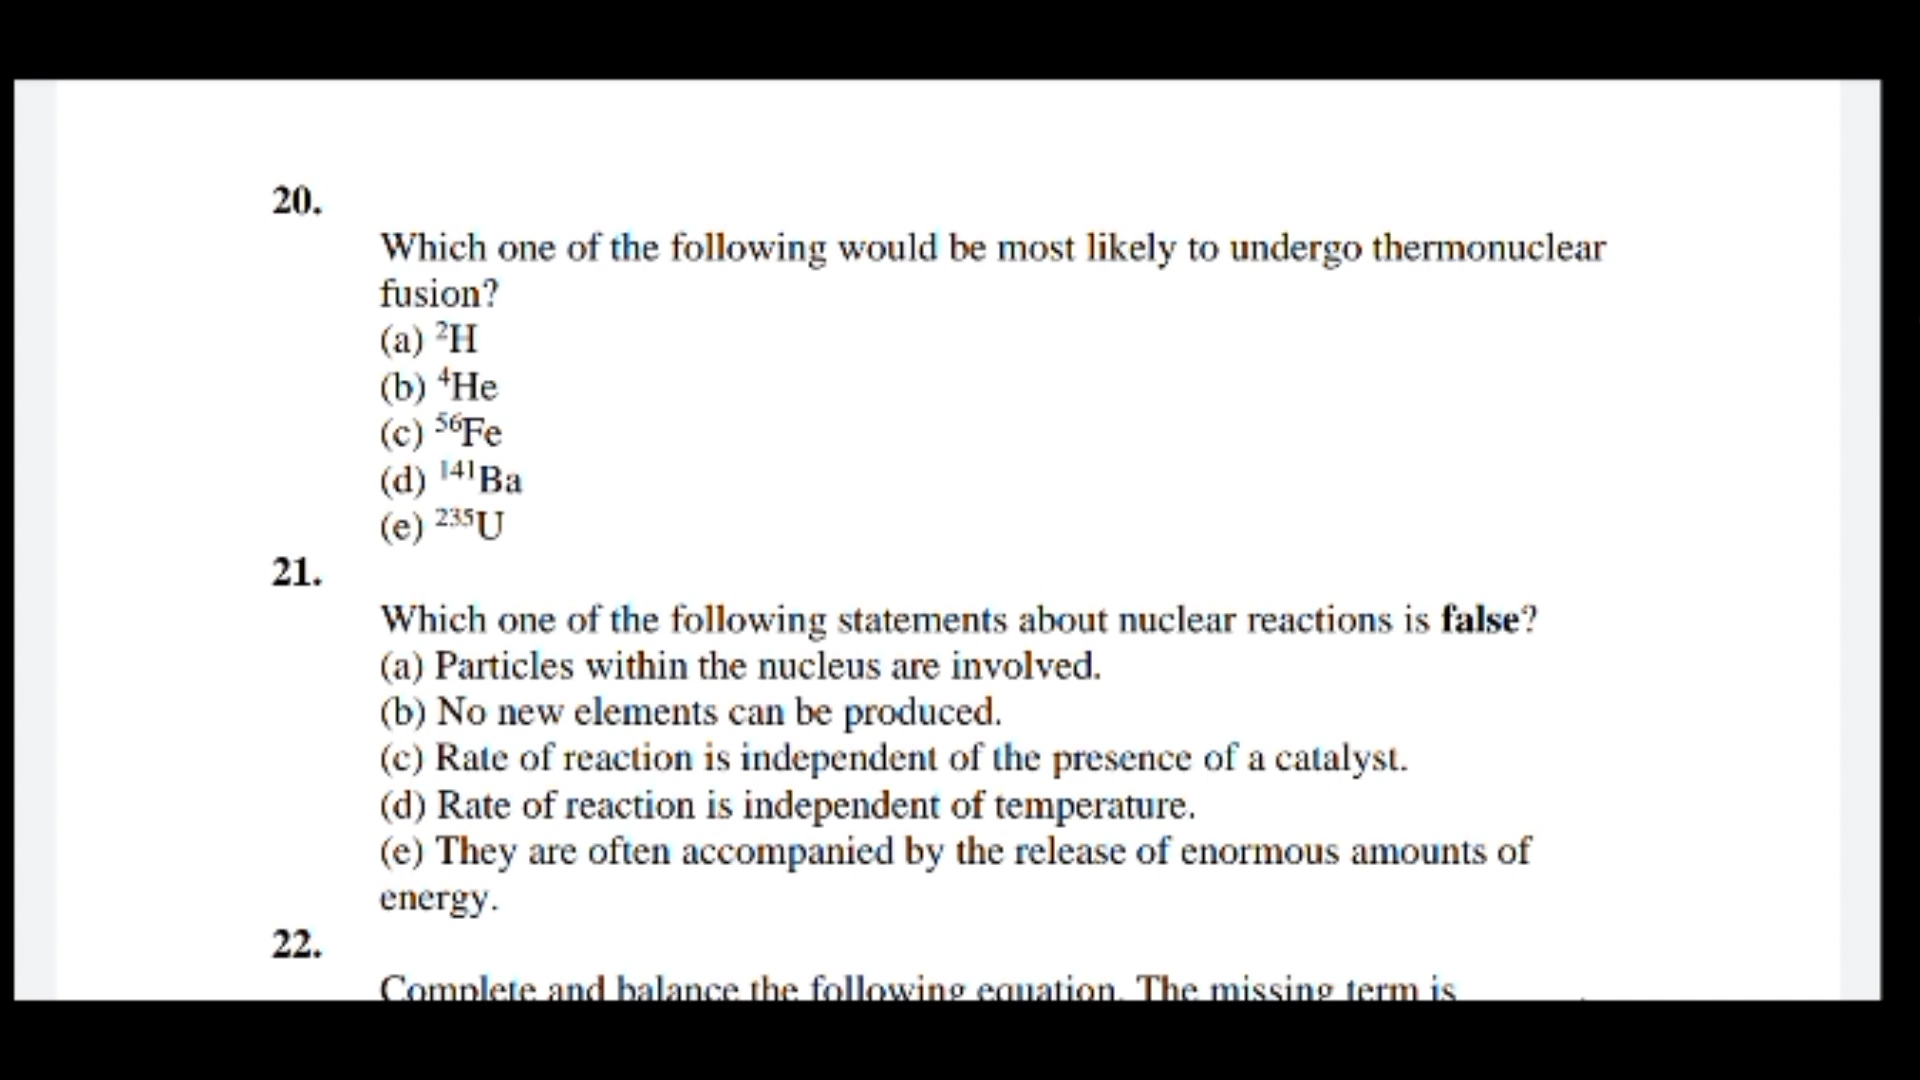 20.
Which one of the following would be most likely to undergo thermonuclear
fusion?
(a) ²H
(b) ⁴He
(c) ⁵⁶Fe
(d) ¹⁴¹Ba
(e) ²³⁵U
21.
Which one of the following statements about nuclear reactions is false?
(a) Particles within the nucleus are involved.
(b) No new elements can be produced.
(c) Rate of reaction is independent of the presence of a catalyst.
(d) Rate of reaction is independent of temperature.
(e) They are often accompanied by the release of enormous amounts of
energy.
22.
Complete and balance the following equation. The missing term is